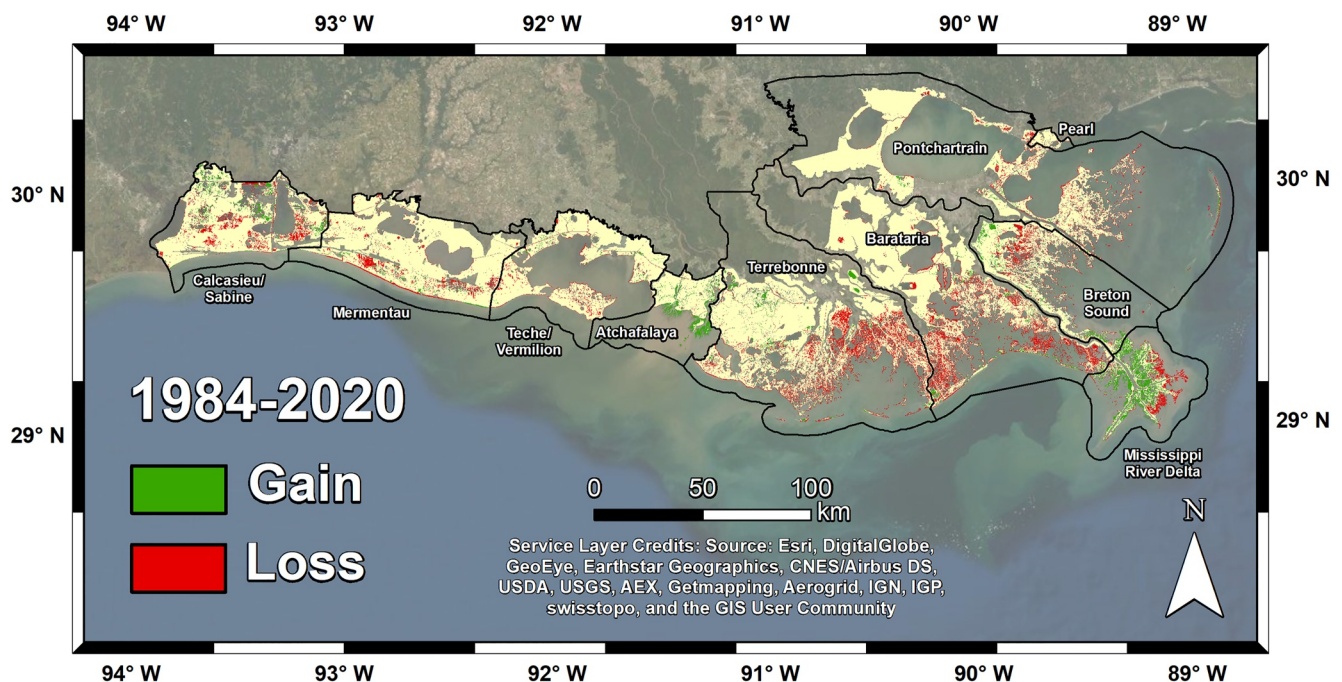 94° W 93° W 92° W 91° W 90° W 89° W
Pearl
Pontchartrain
30° N
30° N
Barataria
Terrebonne
Calcasieu/
Sabine
Breton
Sound
Mermentau
Teche/
Vermilion
Atchafalaya
1984-2020
29° N
29° N
Mississippi
River Delta
Gain
0 50 100
km
N
Loss
Service Layer Credits: Source: Esri, DigitalGlobe,
GeoEye, Earthstar Geographics, CNES/Airbus DS,
USDA, USGS, AEX, Getmapping, Aerogrid, IGN, IGP,
swisstopo, and the GIS User Community
94° W 93° W 92° W 91° W 90° W 89° W